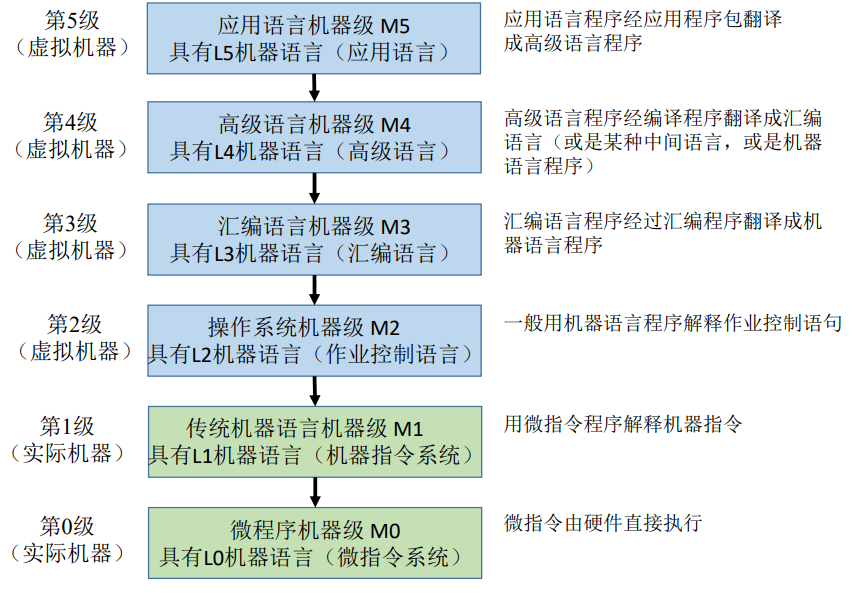 第5级
（虚拟机器）
应用语言机器级 M5
具有L5机器语言（应用语言）
应用语言程序经应用程序包翻译
成高级语言程序
第4级
（虚拟机器）
高级语言机器级 M4
具有L4机器语言（高级语言）
高级语言程序经编译程序翻译成汇编
语言（或是某种中间语言，或是机器
语言程序）
第3级
（虚拟机器）
汇编语言机器级 M3
具有L3机器语言（汇编语言）
汇编语言程序经过汇编程序翻译成机
器语言程序
第2级
（虚拟机器）
操作系统机器级 M2
具有L2机器语言（作业控制语言）
一般用机器语言程序解释作业控制语句
第1级
（实际机器）
传统机器语言机器级 M1
具有L1机器语言（机器指令系统）
用微指令程序解释机器指令
第0级
（实际机器）
微程序机器级 M0
具有L0机器语言（微指令系统）
微指令由硬件直接执行